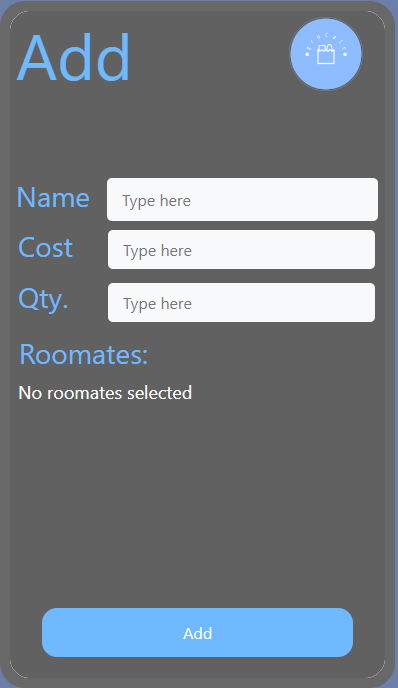 Add
Name
Type here
Cost
Type here
Qty.
Type here
Roomates:
No roomates selected
Add